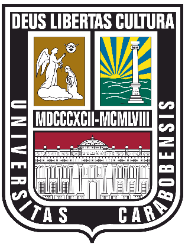 DEUS LIBERTAS CULTURA
MDCCCXCII-MCMLVIII
UNIVERSITAS CARABOBENSIS